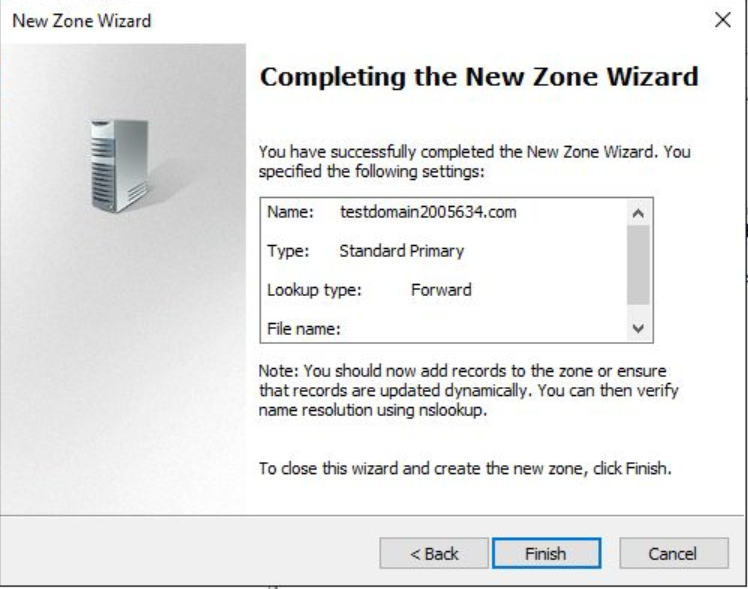 New Zone Wizard
Completing the New Zone Wizard
You have successfully completed the New Zone Wizard. You
specified the following settings:
Name: testdomain2005634.com
Type: Standard Primary
Lookup type: Forward
File name:
Note: You should now add records to the zone or ensure
that records are updated dynamically. You can then verify
name resolution using nslookup.
To close this wizard and create the new zone, click Finish.
< Back Finish Cancel